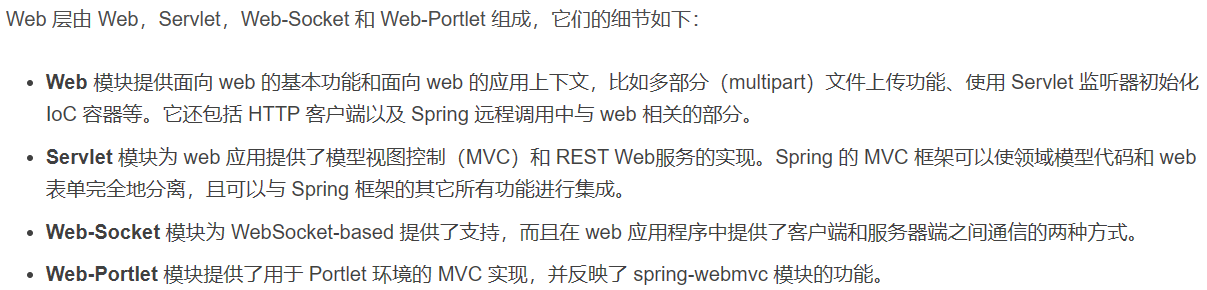 Web 层由 Web，Servlet，Web-Socket 和 Web-Portlet 组成，它们的细节如下：
• Web 模块提供面向 web 的基本功能和面向 web 的应用上下文，比如多部分（multipart）文件上传功能、使用 Servlet 监听器初始化
IoC 容器等。它还包括 HTTP 客户端以及 Spring 远程调用中与 web 相关的部分。
• Servlet 模块为 web 应用提供了模型视图控制（MVC）和 REST Web服务的实现。Spring 的 MVC 框架可以使领域模型代码和 web
表单完全地分离，且可以与 Spring 框架的其它所有功能进行集成。
• Web-Socket 模块为 WebSocket-based 提供了支持，而且在 web 应用程序中提供了客户端和服务器端之间通信的两种方式。
• Web-Portlet 模块提供了用于 Portlet 环境的 MVC 实现，并反映了 spring-webmvc 模块的功能。